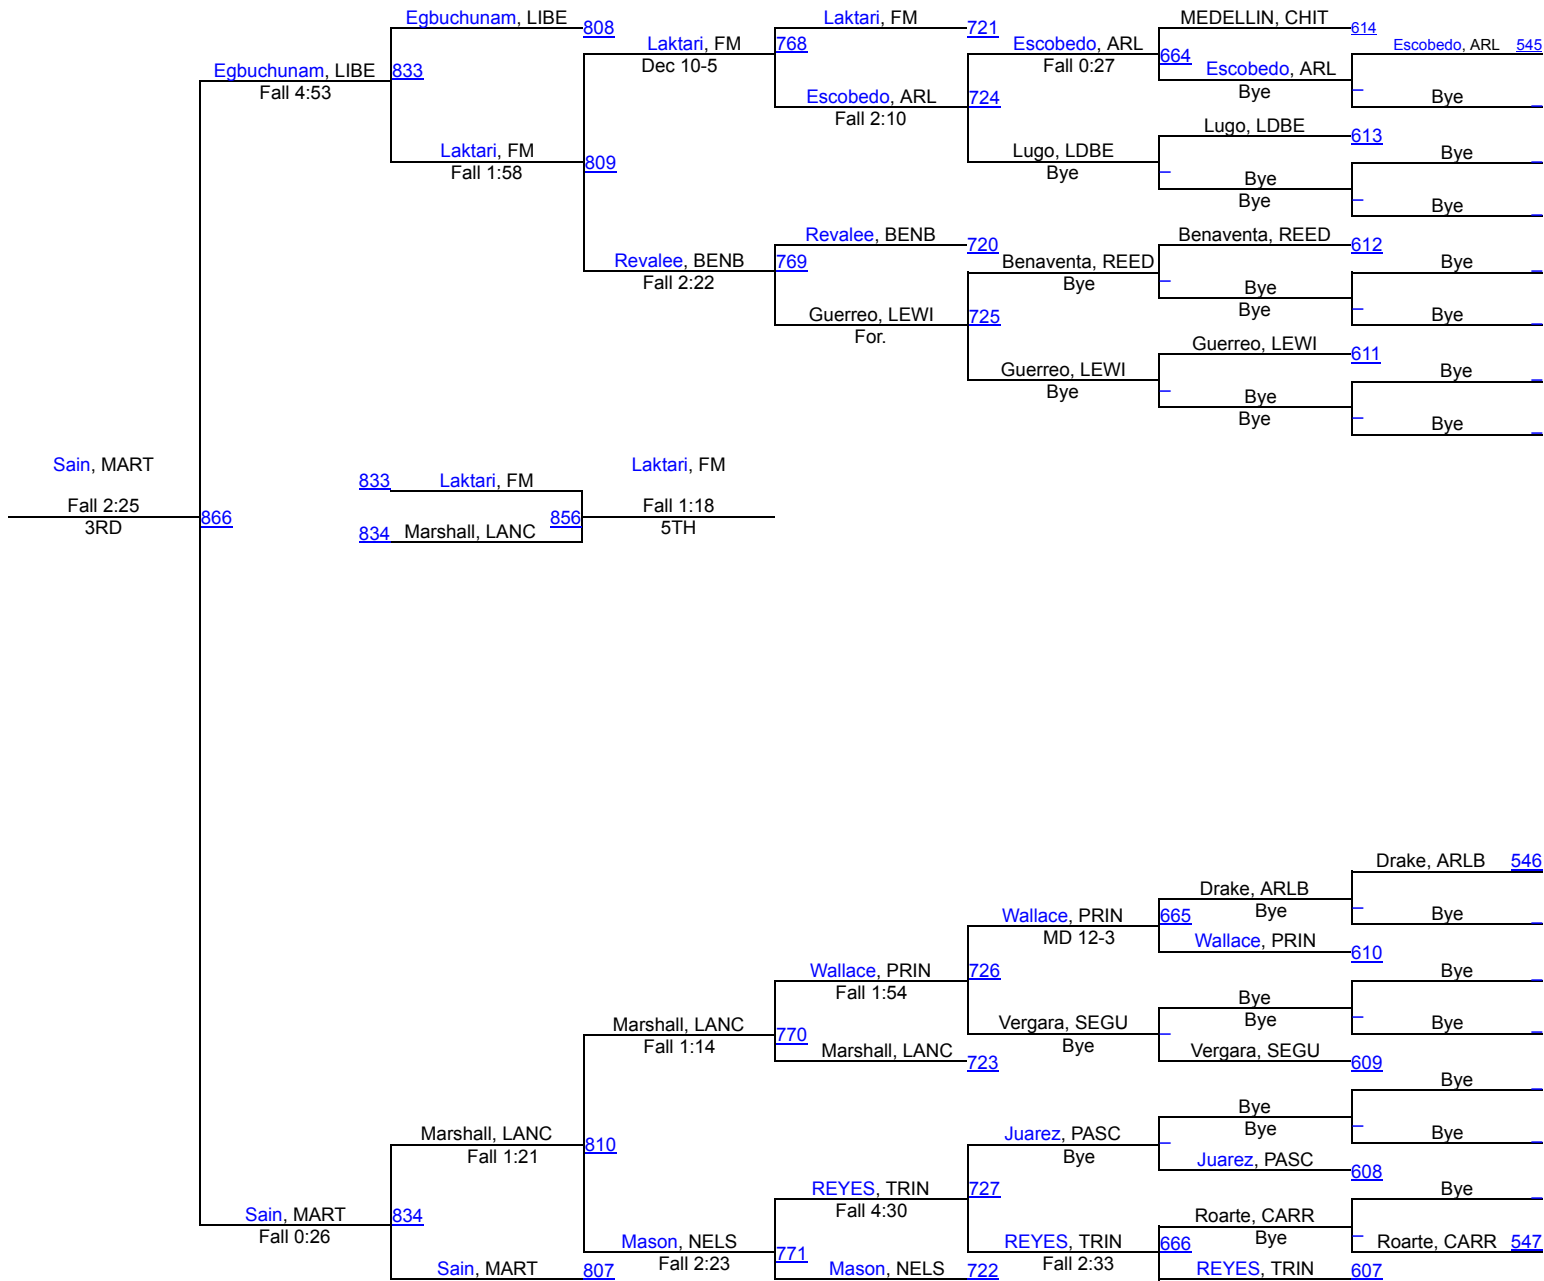 Egbuchunam, LIBE 808
Laktari, FM 721
MEDELLIN, CHIT 614
Laktari, FM 768
Dec 10-5
Escobedo, ARL
Fall 0:27
664
Escobedo, ARL 545
Egbuchunam, LIBE 833
Fall 4:53
Escobedo, ARL
Bye
Escobedo, ARL 724
Fall 2:10
Bye
Lugo, LDBE 613
Laktari, FM 809
Fall 1:58
Lugo, LDBE
Bye
Bye
Bye
Bye
Bye
Revalee, BENB 720
Benaventa, REED 612
Revalee, BENB 769
Fall 2:22
Benaventa, REED
Bye
Bye
Bye
Bye
Guerreo, LEWI 725
For.
Bye
Guerreo, LEWI 611
Guerreo, LEWI
Bye
Bye
Bye
Bye
Bye
Sain, MART
Fall 2:25
3RD
866
833 Laktari, FM
834 Marshall, LANC
856
Laktari, FM
Fall 1:18
5TH
Drake, ARLB 546
Drake, ARLB
Bye
Bye
Wallace, PRIN 665
MD 12-3
Wallace, PRIN 610
Wallace, PRIN 726
Fall 1:54
Bye
Bye
Bye
Bye
Marshall, LANC 770
Fall 1:14
Vergara, SEGU
Bye
Marshall, LANC 723
Vergara, SEGU 609
Bye
Bye
Bye
Bye
Marshall, LANC 810
Fall 1:21
Juarez, PASC
Bye
Juarez, PASC 608
REYES, TRIN 727
Fall 4:30
Bye
Sain, MART 834
Fall 0:26
Roarte, CARR
Bye
Mason, NELS 771
Fall 2:23
REYES, TRIN 666
Fall 2:33
Roarte, CARR 547
Sain, MART 807
Mason, NELS 722
REYES, TRIN 607